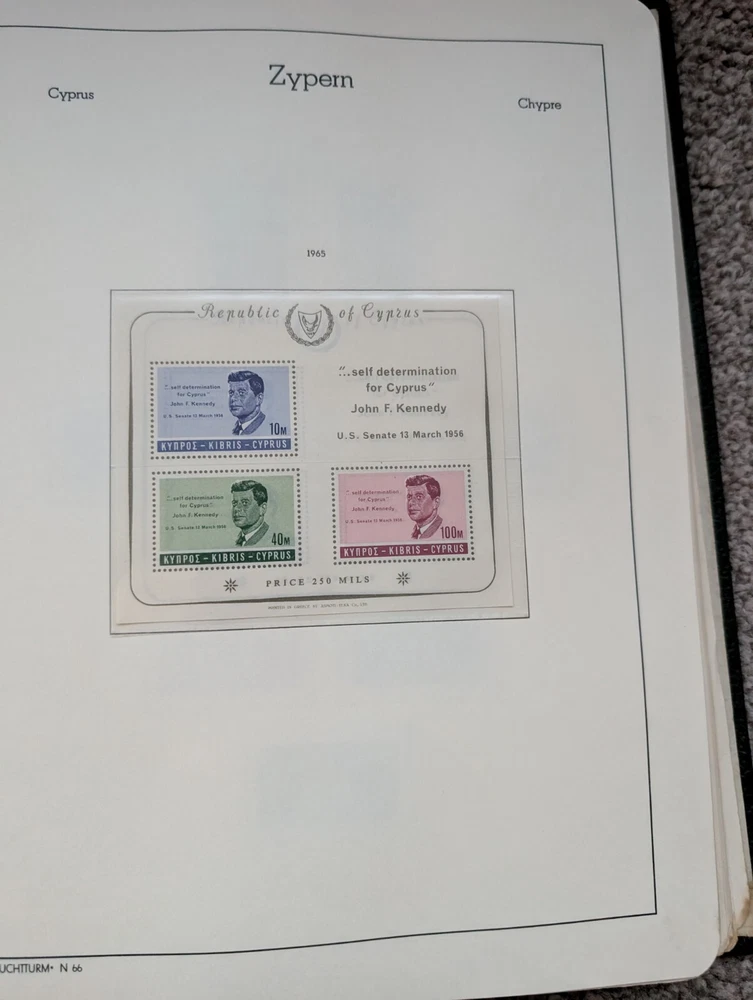 Zypern
Cyprus
Chypre
1965
Republic of Cyprus
"..self determination
for Cyprus"
John F. Kennedy
U.S. Senate 13 March 1956
10M
ΚΥΠΡΟΣ – KIBRIS – CYPRUS
"..self determination
for Cyprus"
John F. Kennedy
U.S. Senate 13 March 1956
"..self determination
for Cyprus"
John F. Kennedy
U.S. Senate 13 March 1956
40M
ΚΥΠΡΟΣ – KIBRIS – CYPRUS
"..self determination
for Cyprus"
John F. Kennedy
U.S. Senate 13 March 1956
100M
ΚΥΠΡΟΣ – KIBRIS – CYPRUS
PRICE 250 MILS
UCHTTURM• N 66